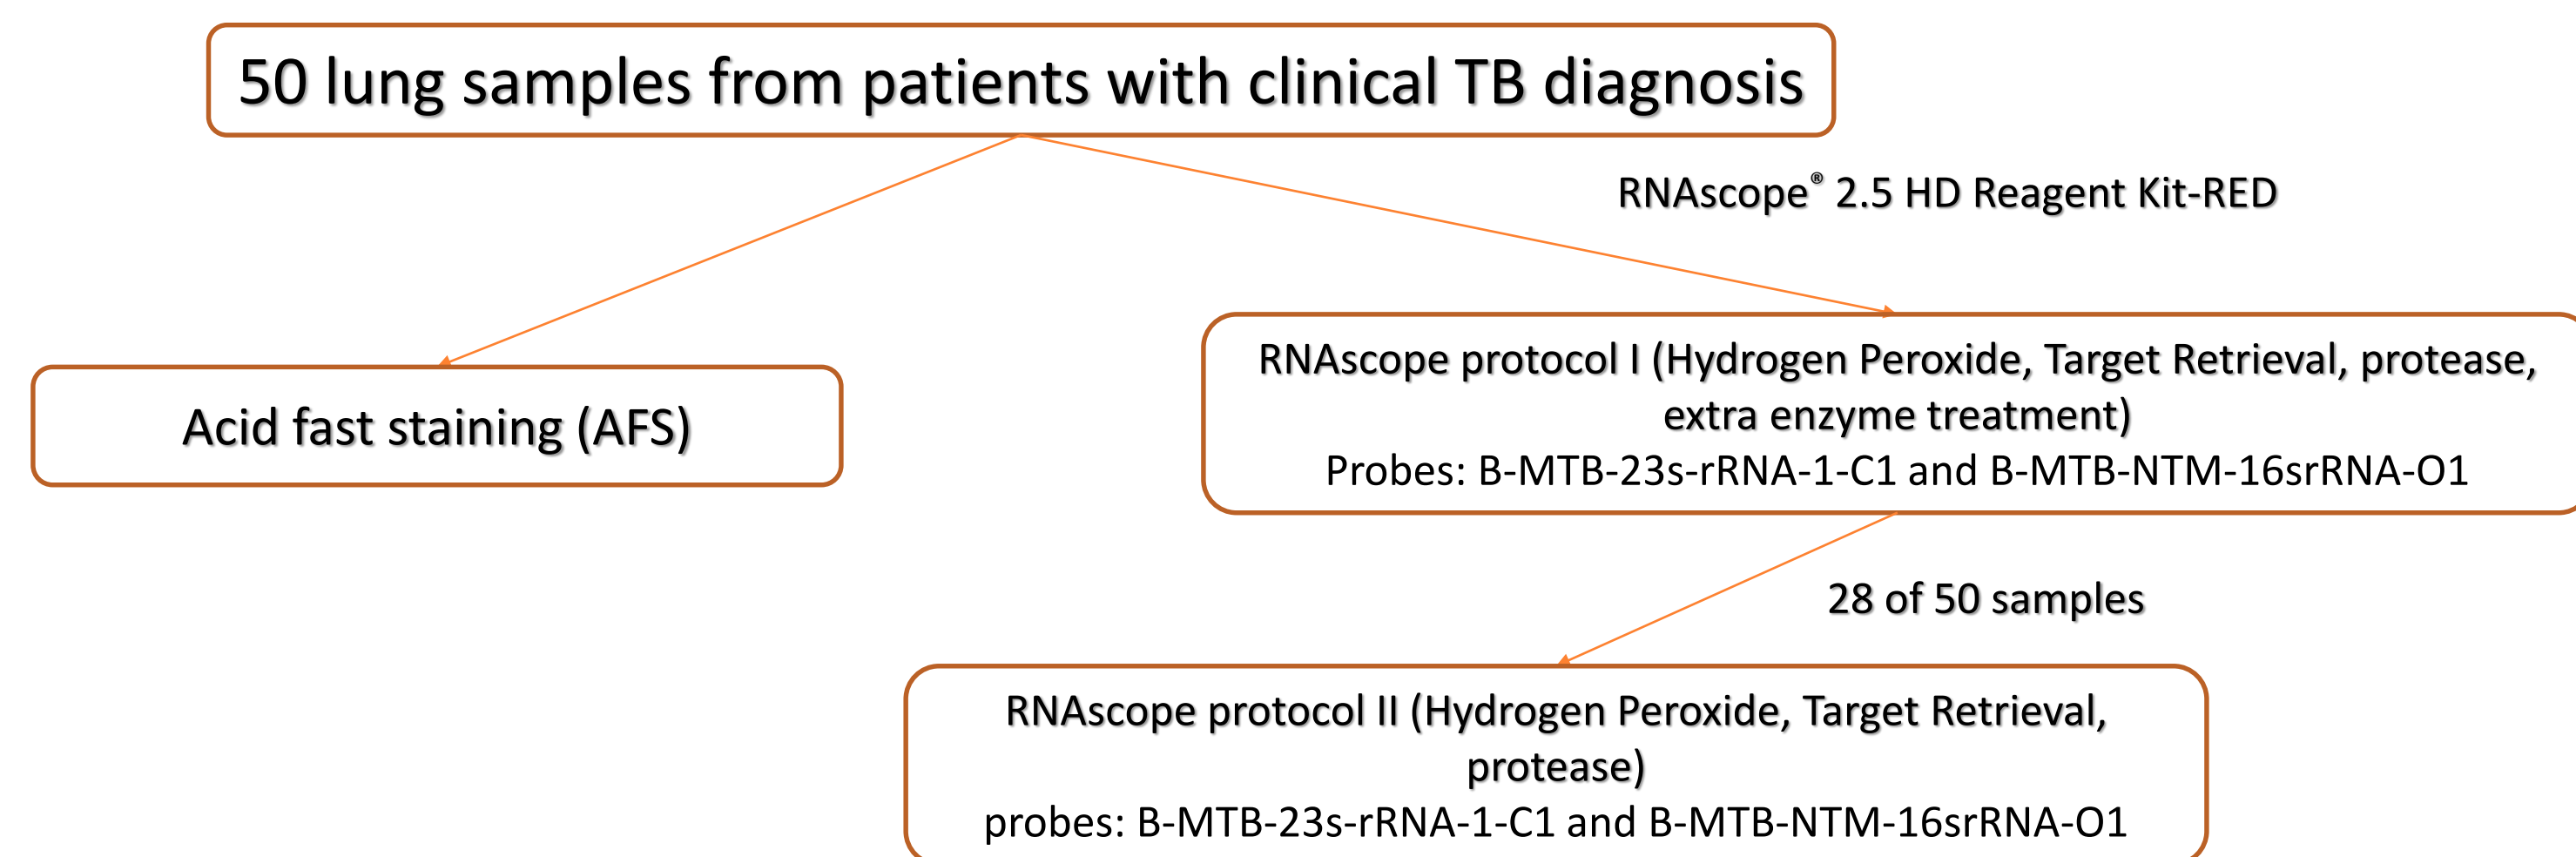 50 lung samples from patients with clinical TB diagnosis
RNAscope® 2.5 HD Reagent Kit-RED
Acid fast staining (AFS)
RNAscope protocol I (Hydrogen Peroxide, Target Retrieval, protease,
extra enzyme treatment)
Probes: B-MTB-23s-rRNA-1-C1 and B-MTB-NTM-16srRNA-O1
28 of 50 samples
RNAscope protocol II (Hydrogen Peroxide, Target Retrieval,
protease)
probes: B-MTB-23s-rRNA-1-C1 and B-MTB-NTM-16srRNA-O1